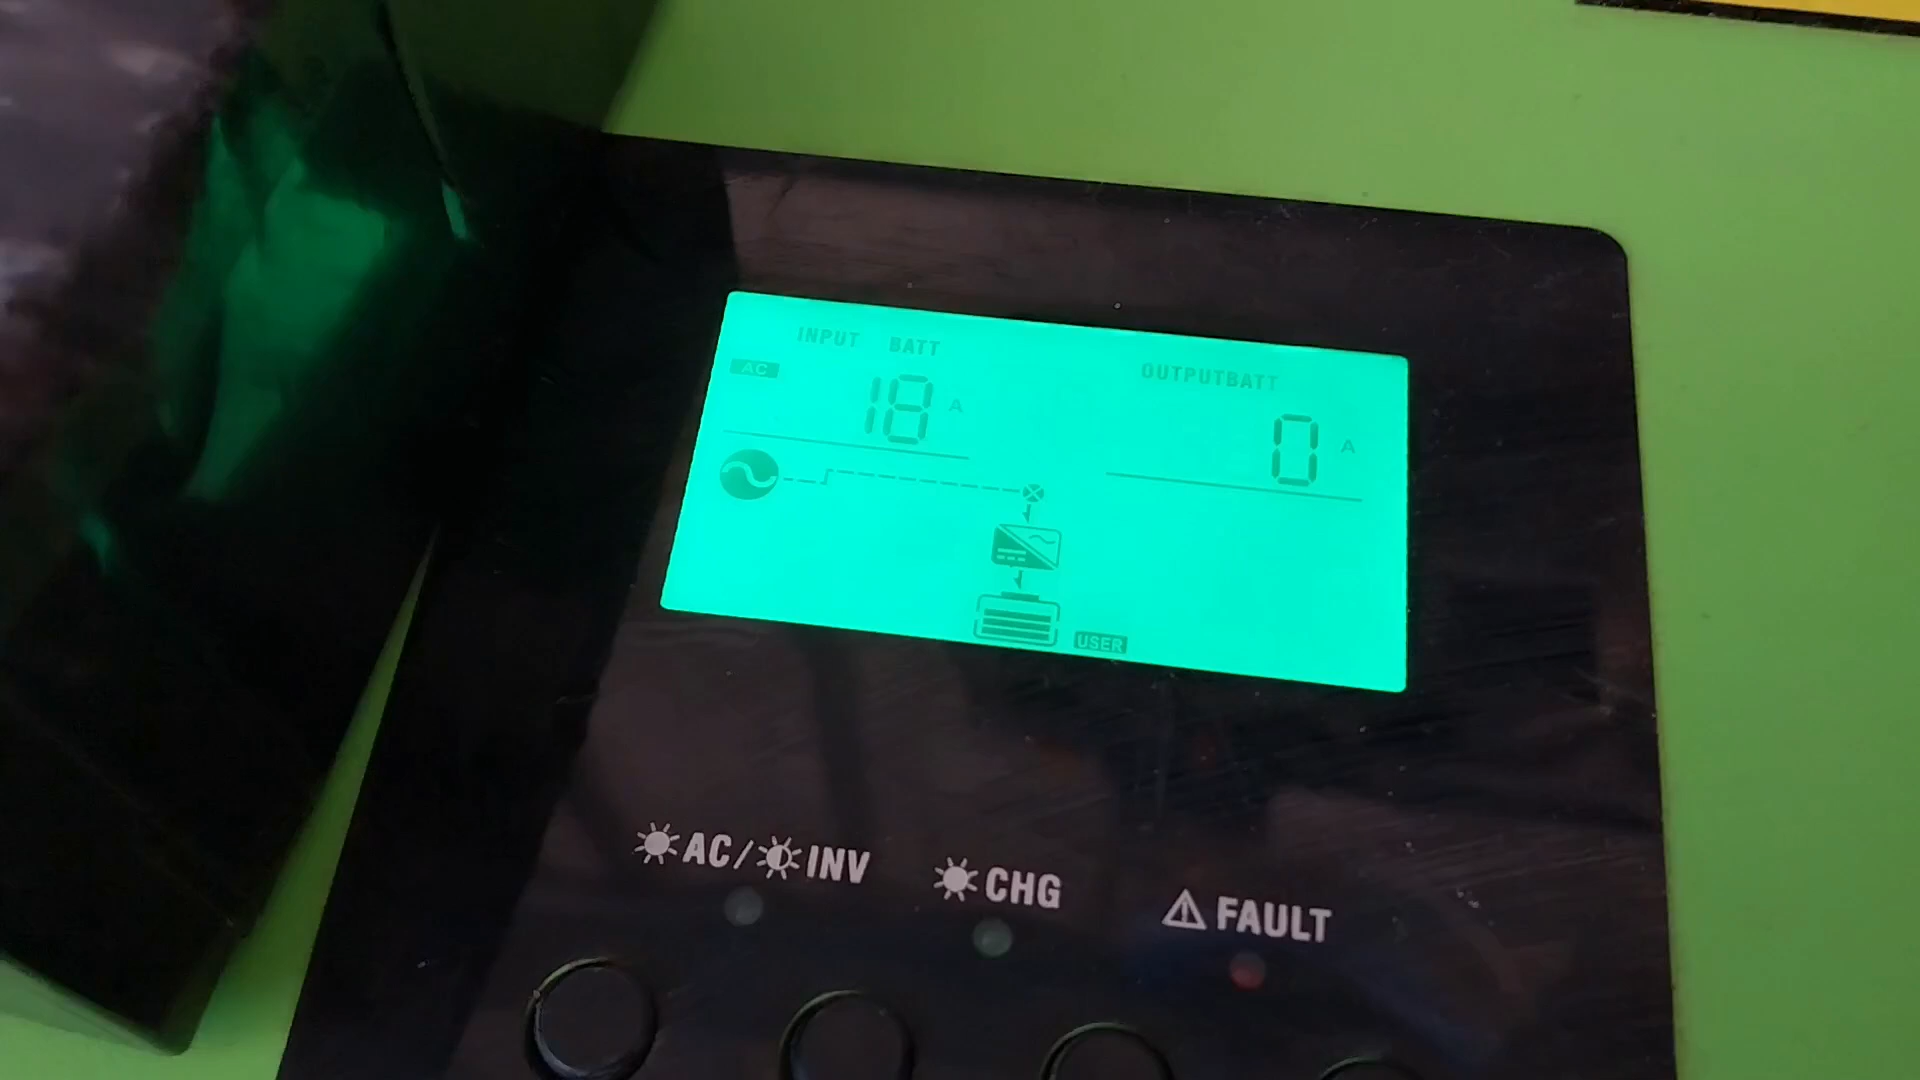 INPUT BATT
OUTPUTBATT
AC
18 A
0 A
USER
AC/ INV
CHG
FAULT